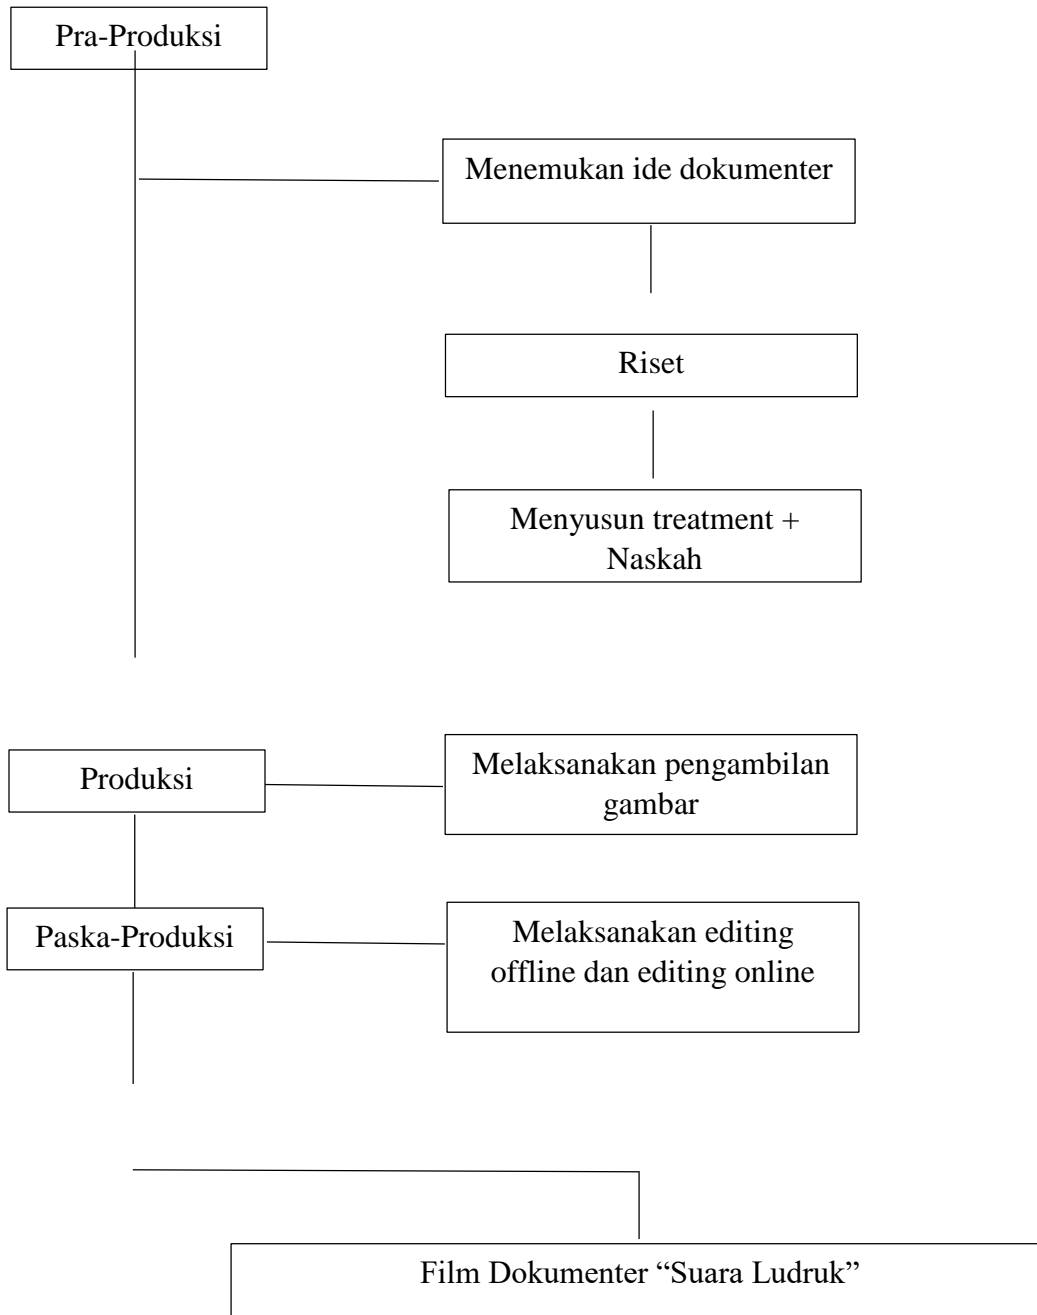 Pra-Produksi
Menemukan ide dokumenter
Riset
Menyusun treatment +
Naskah
Produksi
Melaksanakan pengambilan
gambar
Paska-Produksi
Melaksanakan editing
offline dan editing online
Film Dokumenter “Suara Ludruk”